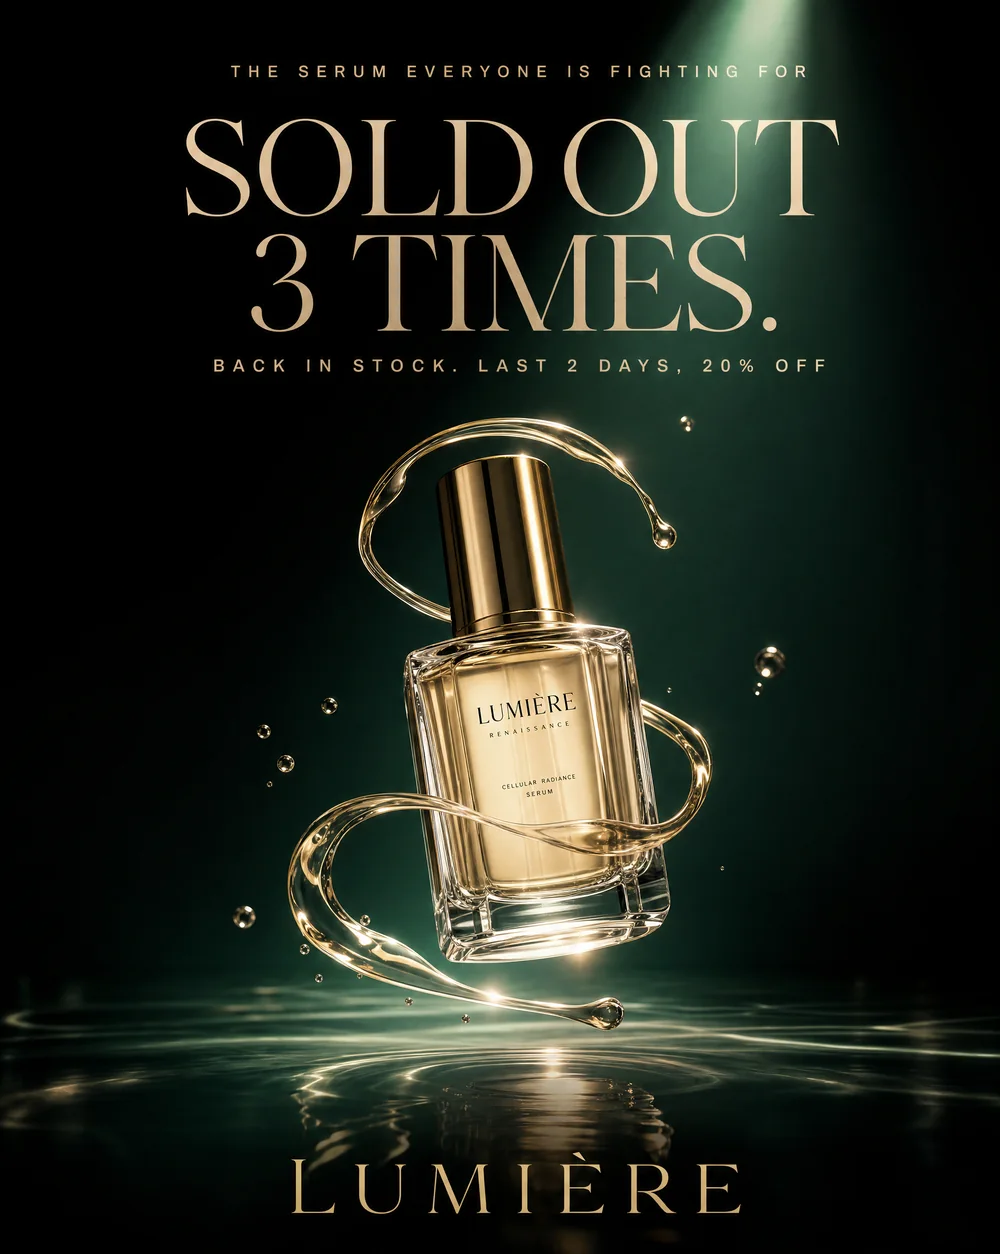 THE SERUM EVERYONE IS FIGHTING FOR
SOLD OUT
3 TIMES.
BACK IN STOCK. LAST 2 DAYS, 20% OFF
LUMIÈRE
RENAISSANCE
CELLULAR RADIANCE
SERUM
LUMIÈRE